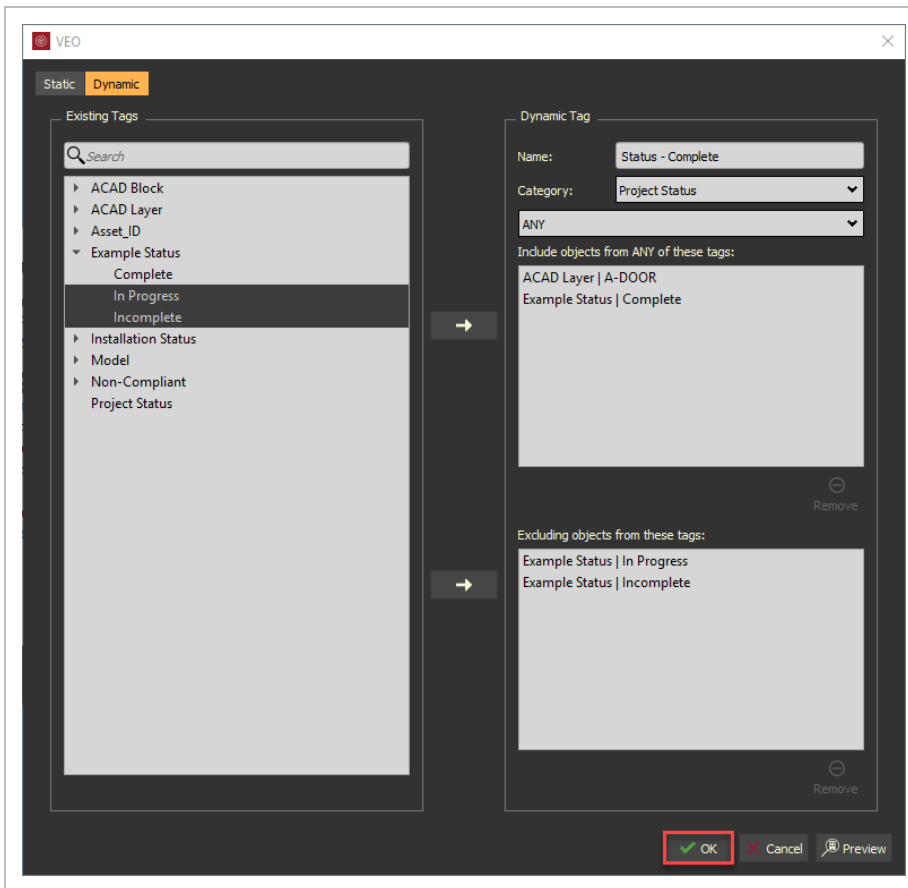 VEO
Static Dynamic
Existing Tags
Search
ACAD Block
ACAD Layer
Asset_ID
Example Status
Complete
In Progress
Incomplete
Installation Status
Model
Non-Compliant
Project Status
Dynamic Tag
Name: Status - Complete
Category: Project Status
ANY
Include objects from ANY of these tags:
ACAD Layer | A-DOOR
Example Status | Complete
Remove
Excluding objects from these tags:
Example Status | In Progress
Example Status | Incomplete
Remove
OK Cancel Preview